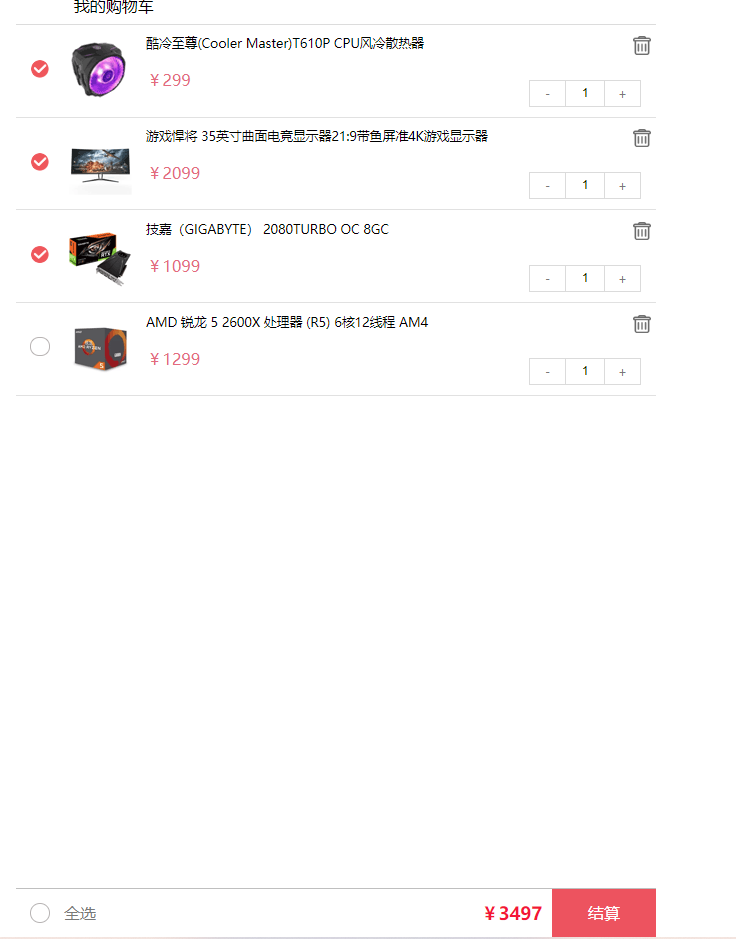 我的购物车
酷冷至尊(Cooler Master)T610P CPU风冷散热器
￥299
- 1 +
游戏悍将 35英寸曲面电竞显示器21:9带鱼屏准4K游戏显示器
￥2099
- 1 +
技嘉（GIGABYTE） 2080TURBO OC 8GC
￥1099
- 1 +
AMD 锐龙 5 2600X 处理器 (R5) 6核12线程 AM4
￥1299
- 1 +
全选 ￥3497 结算